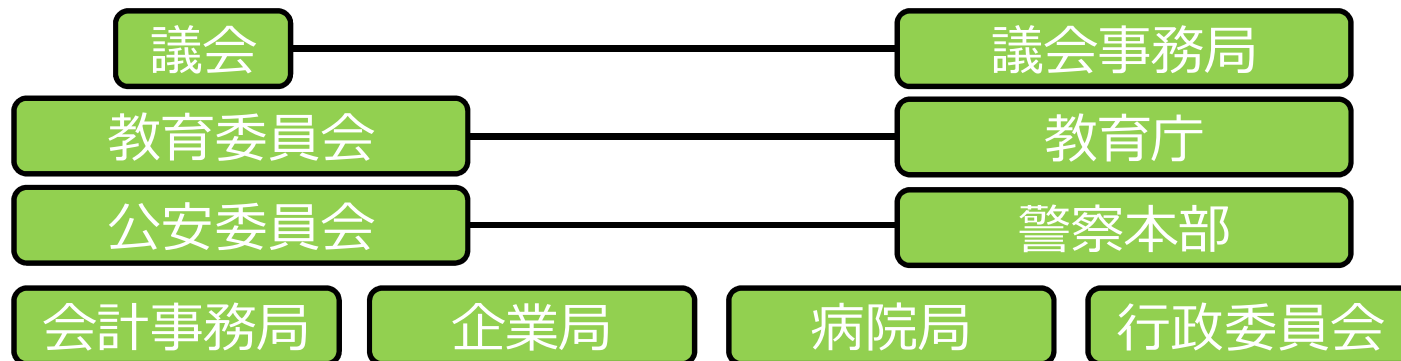 議会 議会事務局
教育委員会 教育庁
公安委員会 警察本部
会計事務局 企業局 病院局 行政委員会